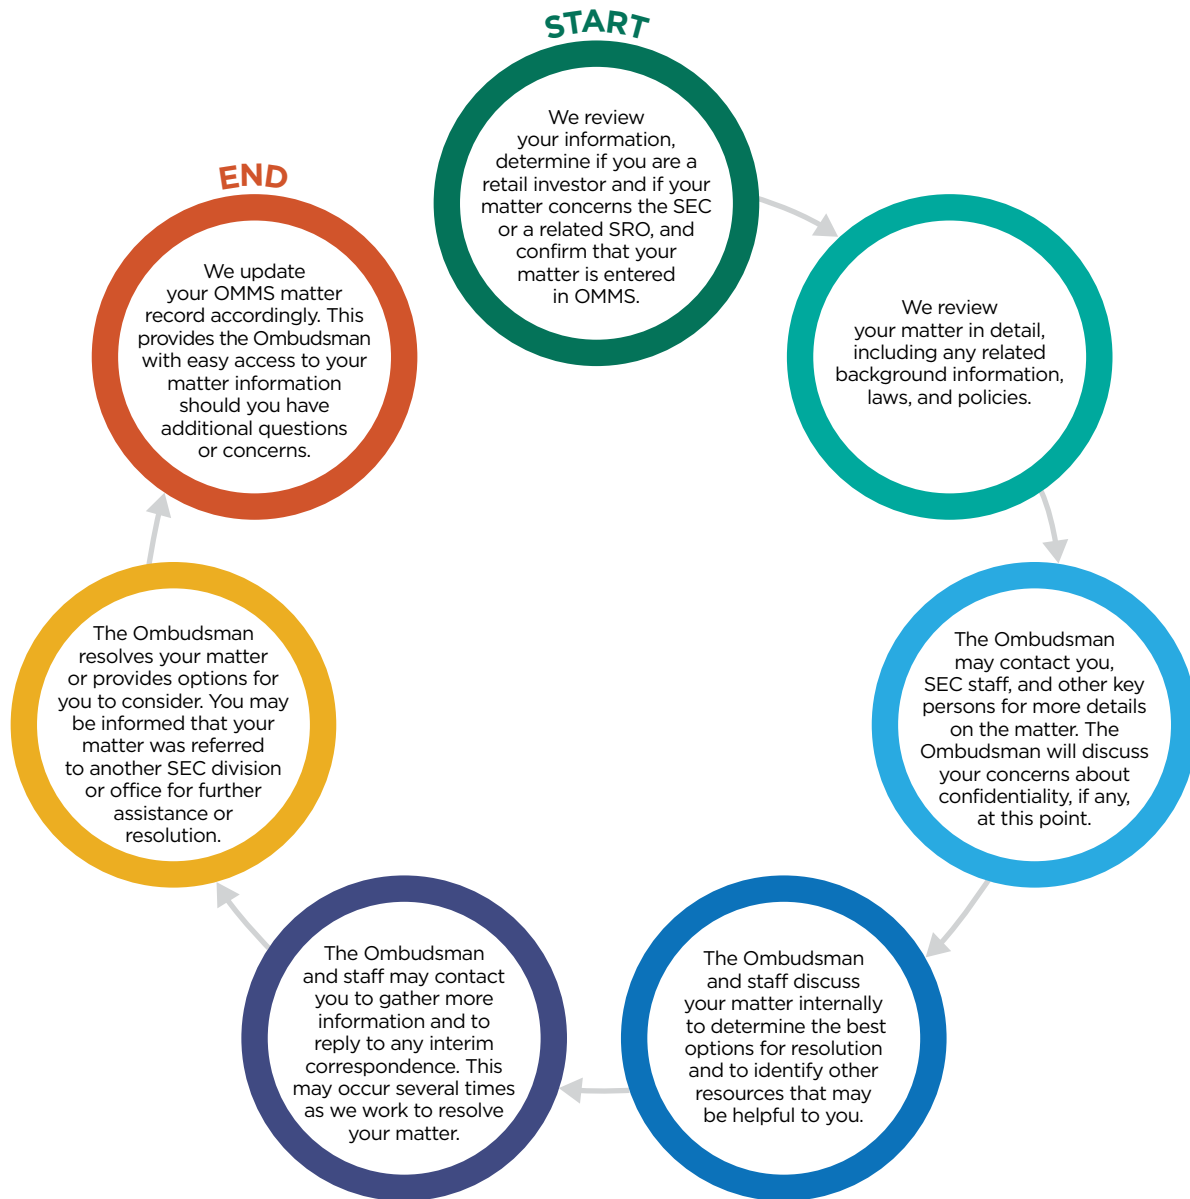 START
We review
your information,
determine if you are a
retail investor and if your
matter concerns the SEC
or a related SRO, and
confirm that your
matter is entered
in OMMS.
We review
your matter in detail,
including any related
background information,
laws, and policies.
The Ombudsman
may contact you,
SEC staff, and other key
persons for more details
on the matter. The
Ombudsman will discuss
your concerns about
confidentiality, if any,
at this point.
The Ombudsman
and staff discuss
your matter internally
to determine the best
options for resolution
and to identify other
resources that may
be helpful to you.
The Ombudsman
and staff may contact
you to gather more
information and to
reply to any interim
correspondence. This
may occur several times
as we work to resolve
your matter.
The Ombudsman
resolves your matter
or provides options for
you to consider. You may
be informed that your
matter was referred
to another SEC division
or office for further
assistance or
resolution.
END
We update
your OMMS matter
record accordingly. This
provides the Ombudsman
with easy access to your
matter information
should you have
additional questions
or concerns.